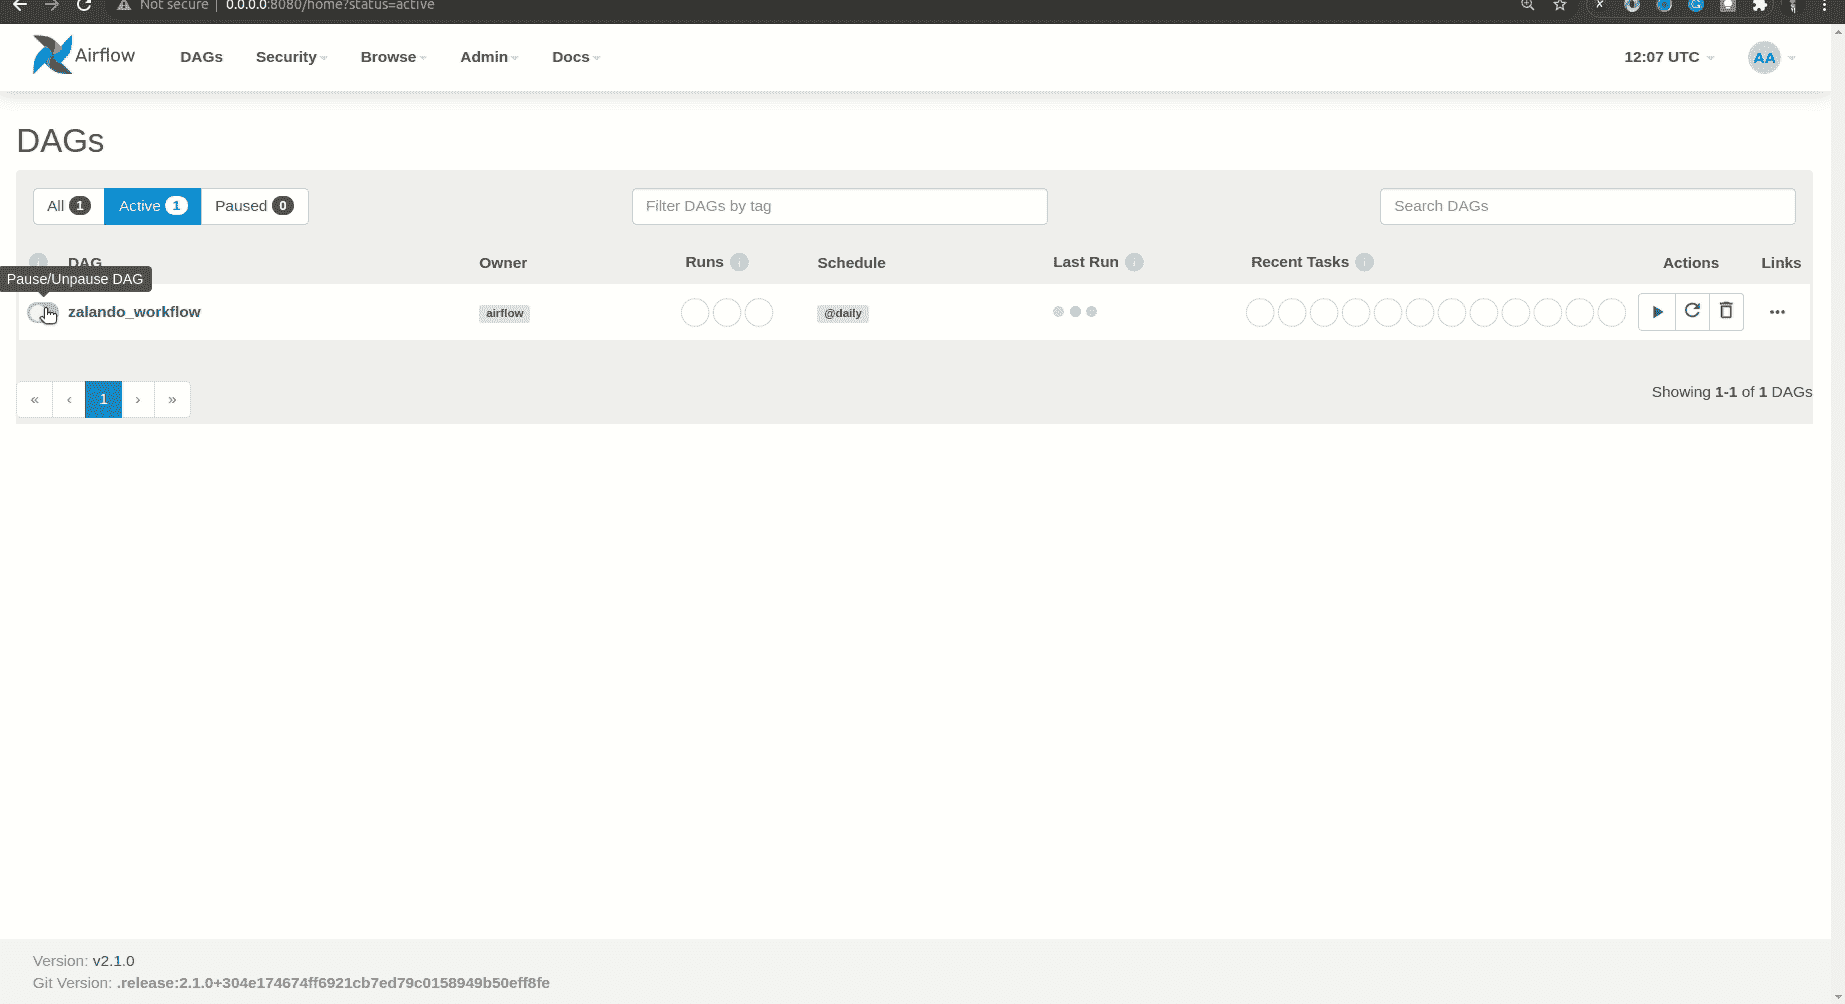 Not secure | 0.0.0.0:8080/home?status=active
Airflow DAGs Security Browse Admin Docs 12:07 UTC AA
DAGs
All 1 Active 1 Paused 0 Filter DAGs by tag Search DAGs
i DAG Owner Runs i Schedule Last Run i Recent Tasks i Actions Links
Pause/Unpause DAG
zalando_workflow airflow @daily
« ‹ 1 › » Showing 1-1 of 1 DAGs
Version: v2.1.0
Git Version: .release:2.1.0+304e174674ff6921cb7ed79c0158949b50eff8fe